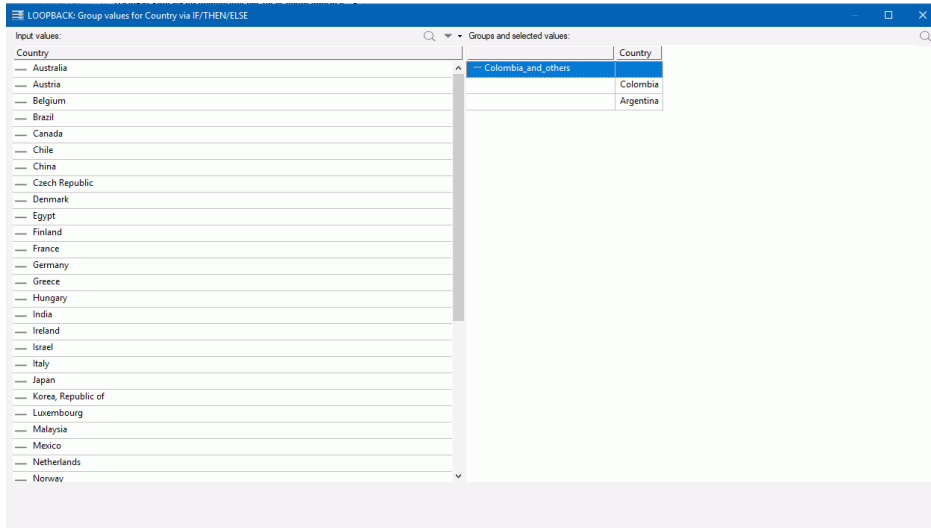 LOOPBACK: Group values for Country via IF/THEN/ELSE
Input values:
Groups and selected values:
Country
Country
Australia
Colombia_and_others
Austria
Colombia
Belgium
Argentina
Brazil
Canada
Chile
China
Czech Republic
Denmark
Egypt
Finland
France
Germany
Greece
Hungary
India
Ireland
Israel
Italy
Japan
Korea, Republic of
Luxembourg
Malaysia
Mexico
Netherlands
Norway